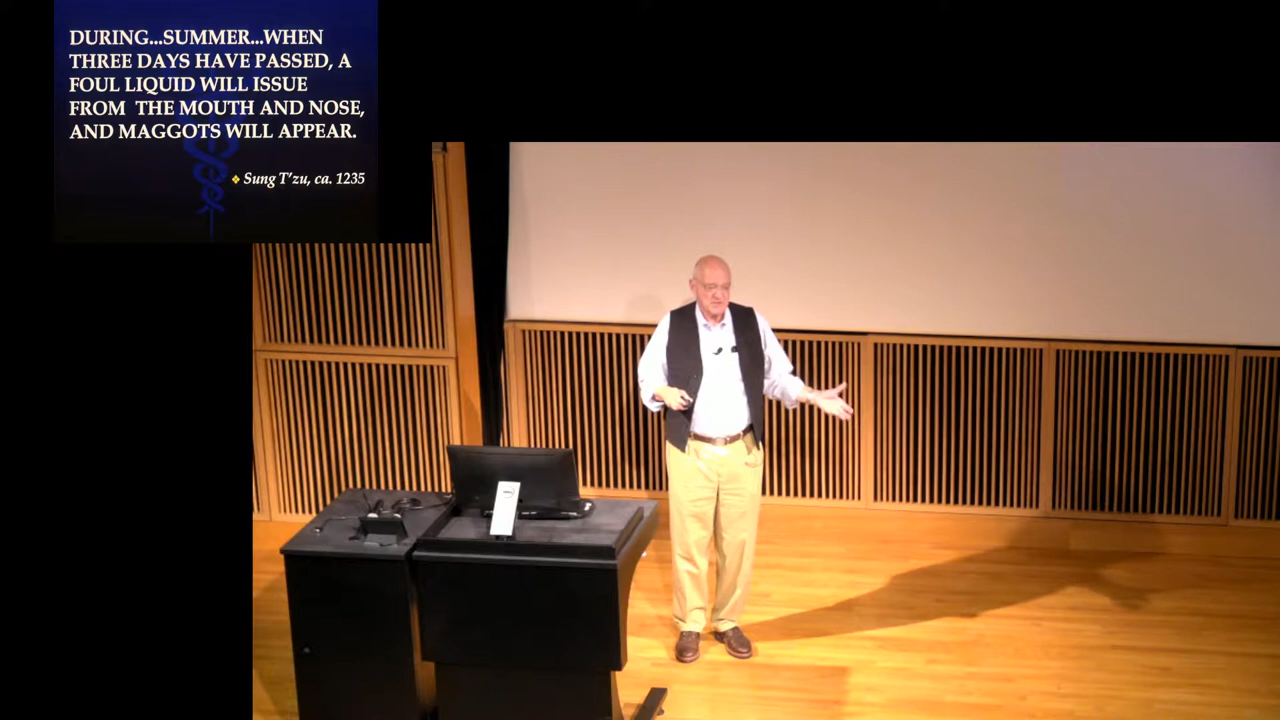 DURING...SUMMER...WHEN
THREE DAYS HAVE PASSED, A
FOUL LIQUID WILL ISSUE
FROM THE MOUTH AND NOSE,
AND MAGGOTS WILL APPEAR.
❖ Sung T'zu, ca. 1235
DELL